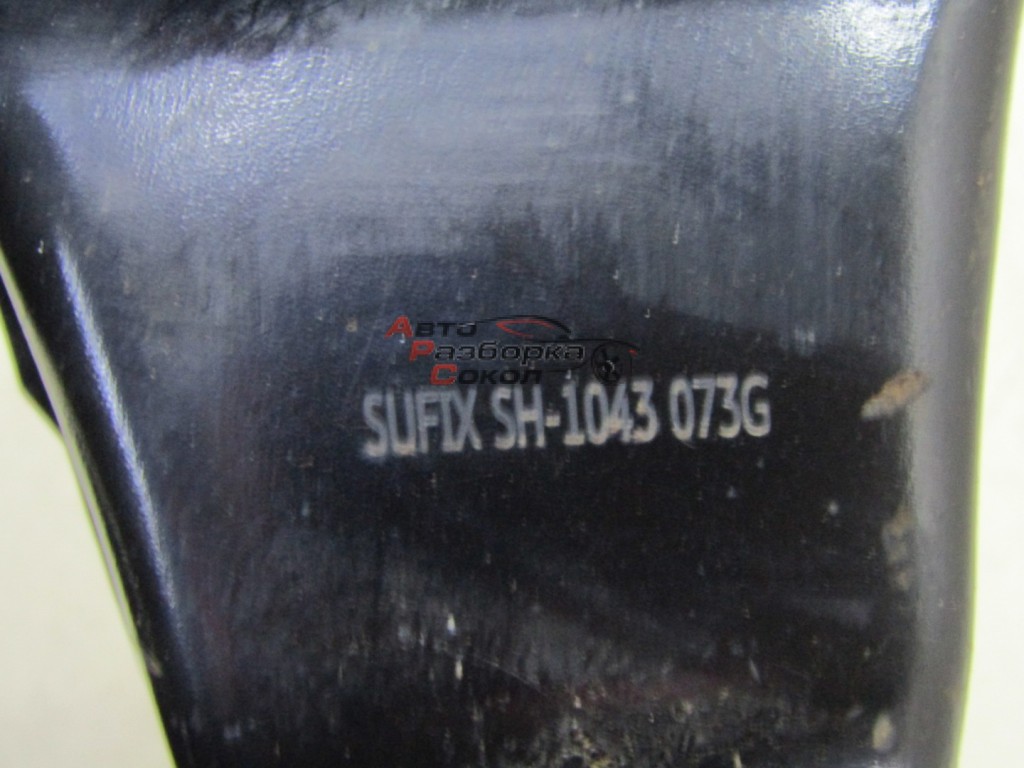 Авто
Разборка
Сокол
SUFIX SH-1043 073G